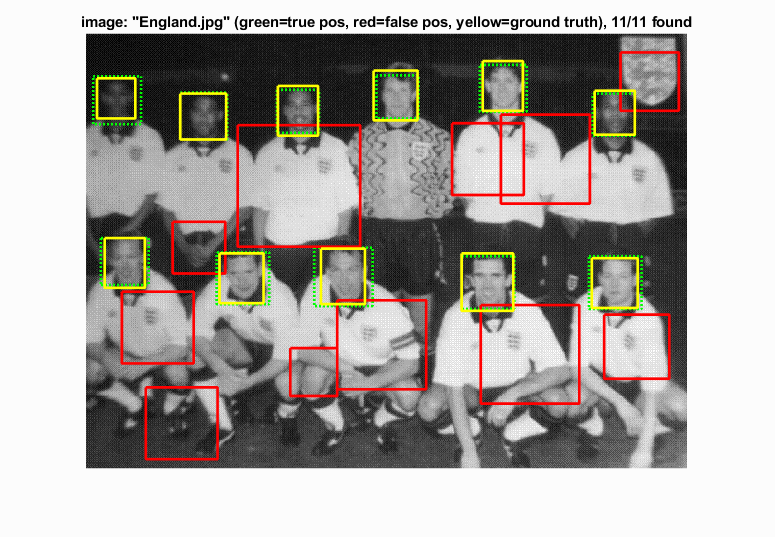 image: "England.jpg" (green=true pos, red=false pos, yellow=ground truth), 11/11 found